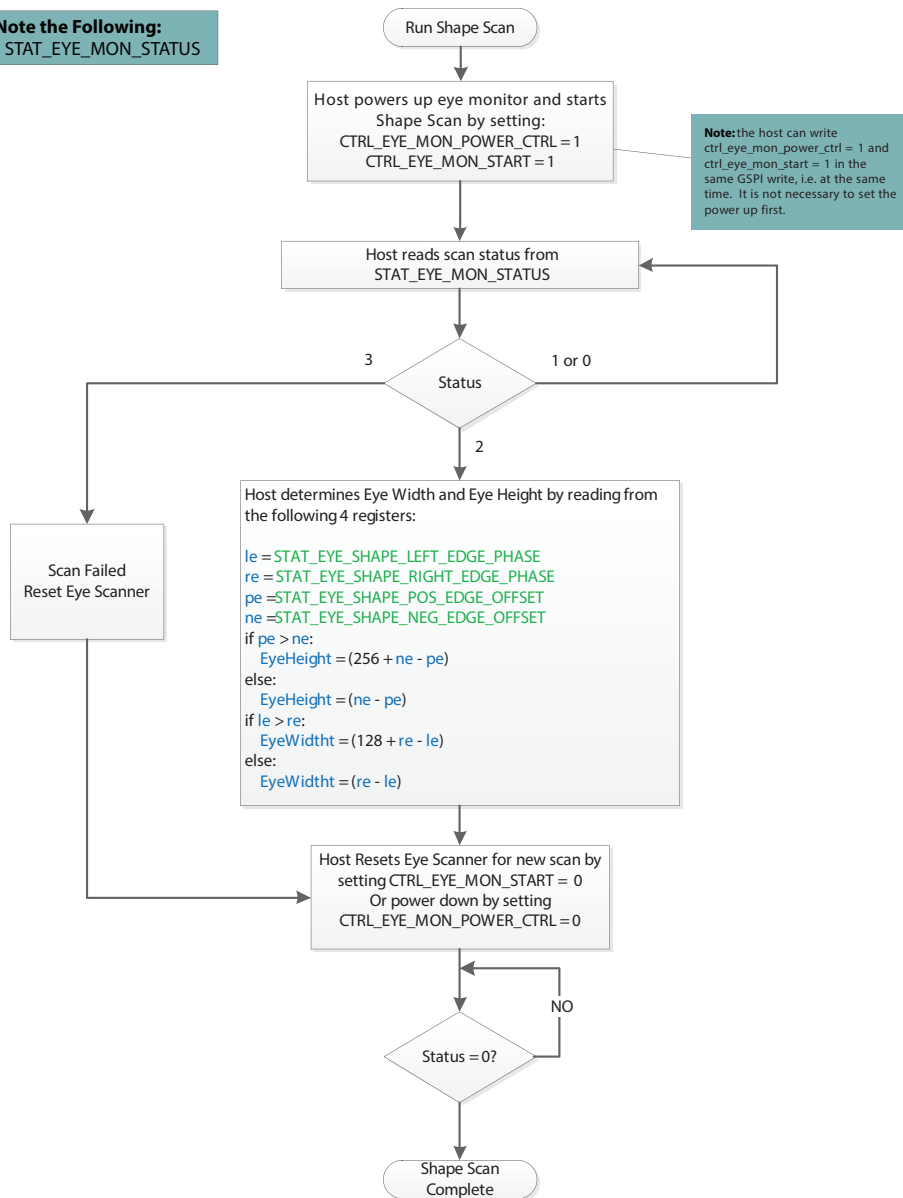 Note the Following:
STAT_EYE_MON_STATUS
Run Shape Scan
Host powers up eye monitor and starts
Shape Scan by setting:
CTRL_EYE_MON_POWER_CTRL = 1
CTRL_EYE_MON_START = 1
Note: the host can write
ctrl_eye_mon_power_ctrl = 1 and
ctrl_eye_mon_start = 1 in the
same GSPI write, i.e. at the same
time. It is not necessary to set the
power up first.
Host reads scan status from
STAT_EYE_MON_STATUS
3
Status
1 or 0
2
Host determines Eye Width and Eye Height by reading from
the following 4 registers:
le = STAT_EYE_SHAPE_LEFT_EDGE_PHASE
re = STAT_EYE_SHAPE_RIGHT_EDGE_PHASE
pe =STAT_EYE_SHAPE_POS_EDGE_OFFSET
ne =STAT_EYE_SHAPE_NEG_EDGE_OFFSET
if pe > ne:
EyeHeight = (256 + ne - pe)
else:
EyeHeight = (ne - pe)
if le > re:
EyeWidtht = (128 + re - le)
else:
EyeWidtht = (re - le)
Scan Failed
Reset Eye Scanner
Host Resets Eye Scanner for new scan by
setting CTRL_EYE_MON_START = 0
Or power down by setting
CTRL_EYE_MON_POWER_CTRL = 0
NO
Status = 0?
Shape Scan
Complete